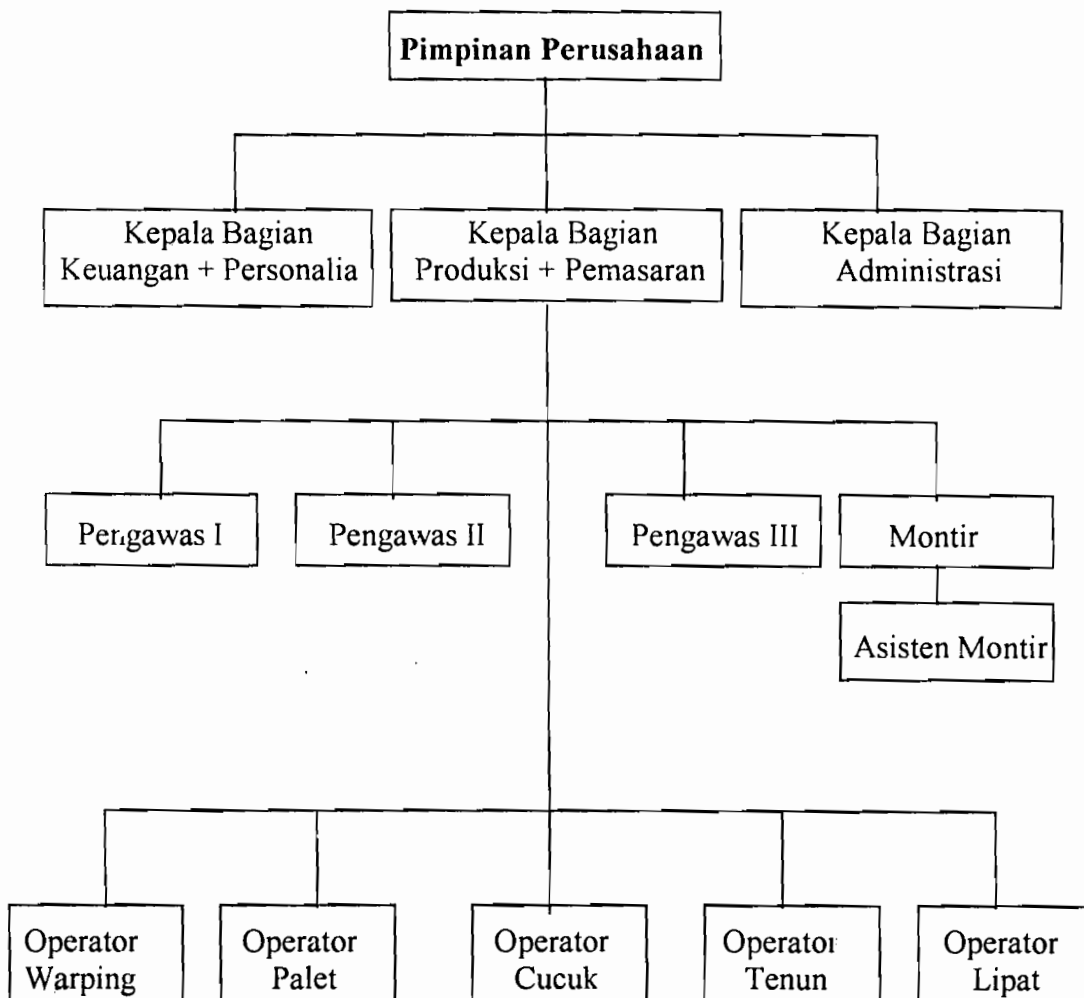 Pimpinan Perusahaan
Kepala Bagian
Keuangan + Personalia
Kepala Bagian
Produksi + Pemasaran
Kepala Bagian
Administrasi
Pengawas I
Pengawas II
Pengawas III
Montir
Asisten Montir
Operator
Warping
Operator
Palet
Operator
Cucuk
Operator
Tenun
Operator
Lipat